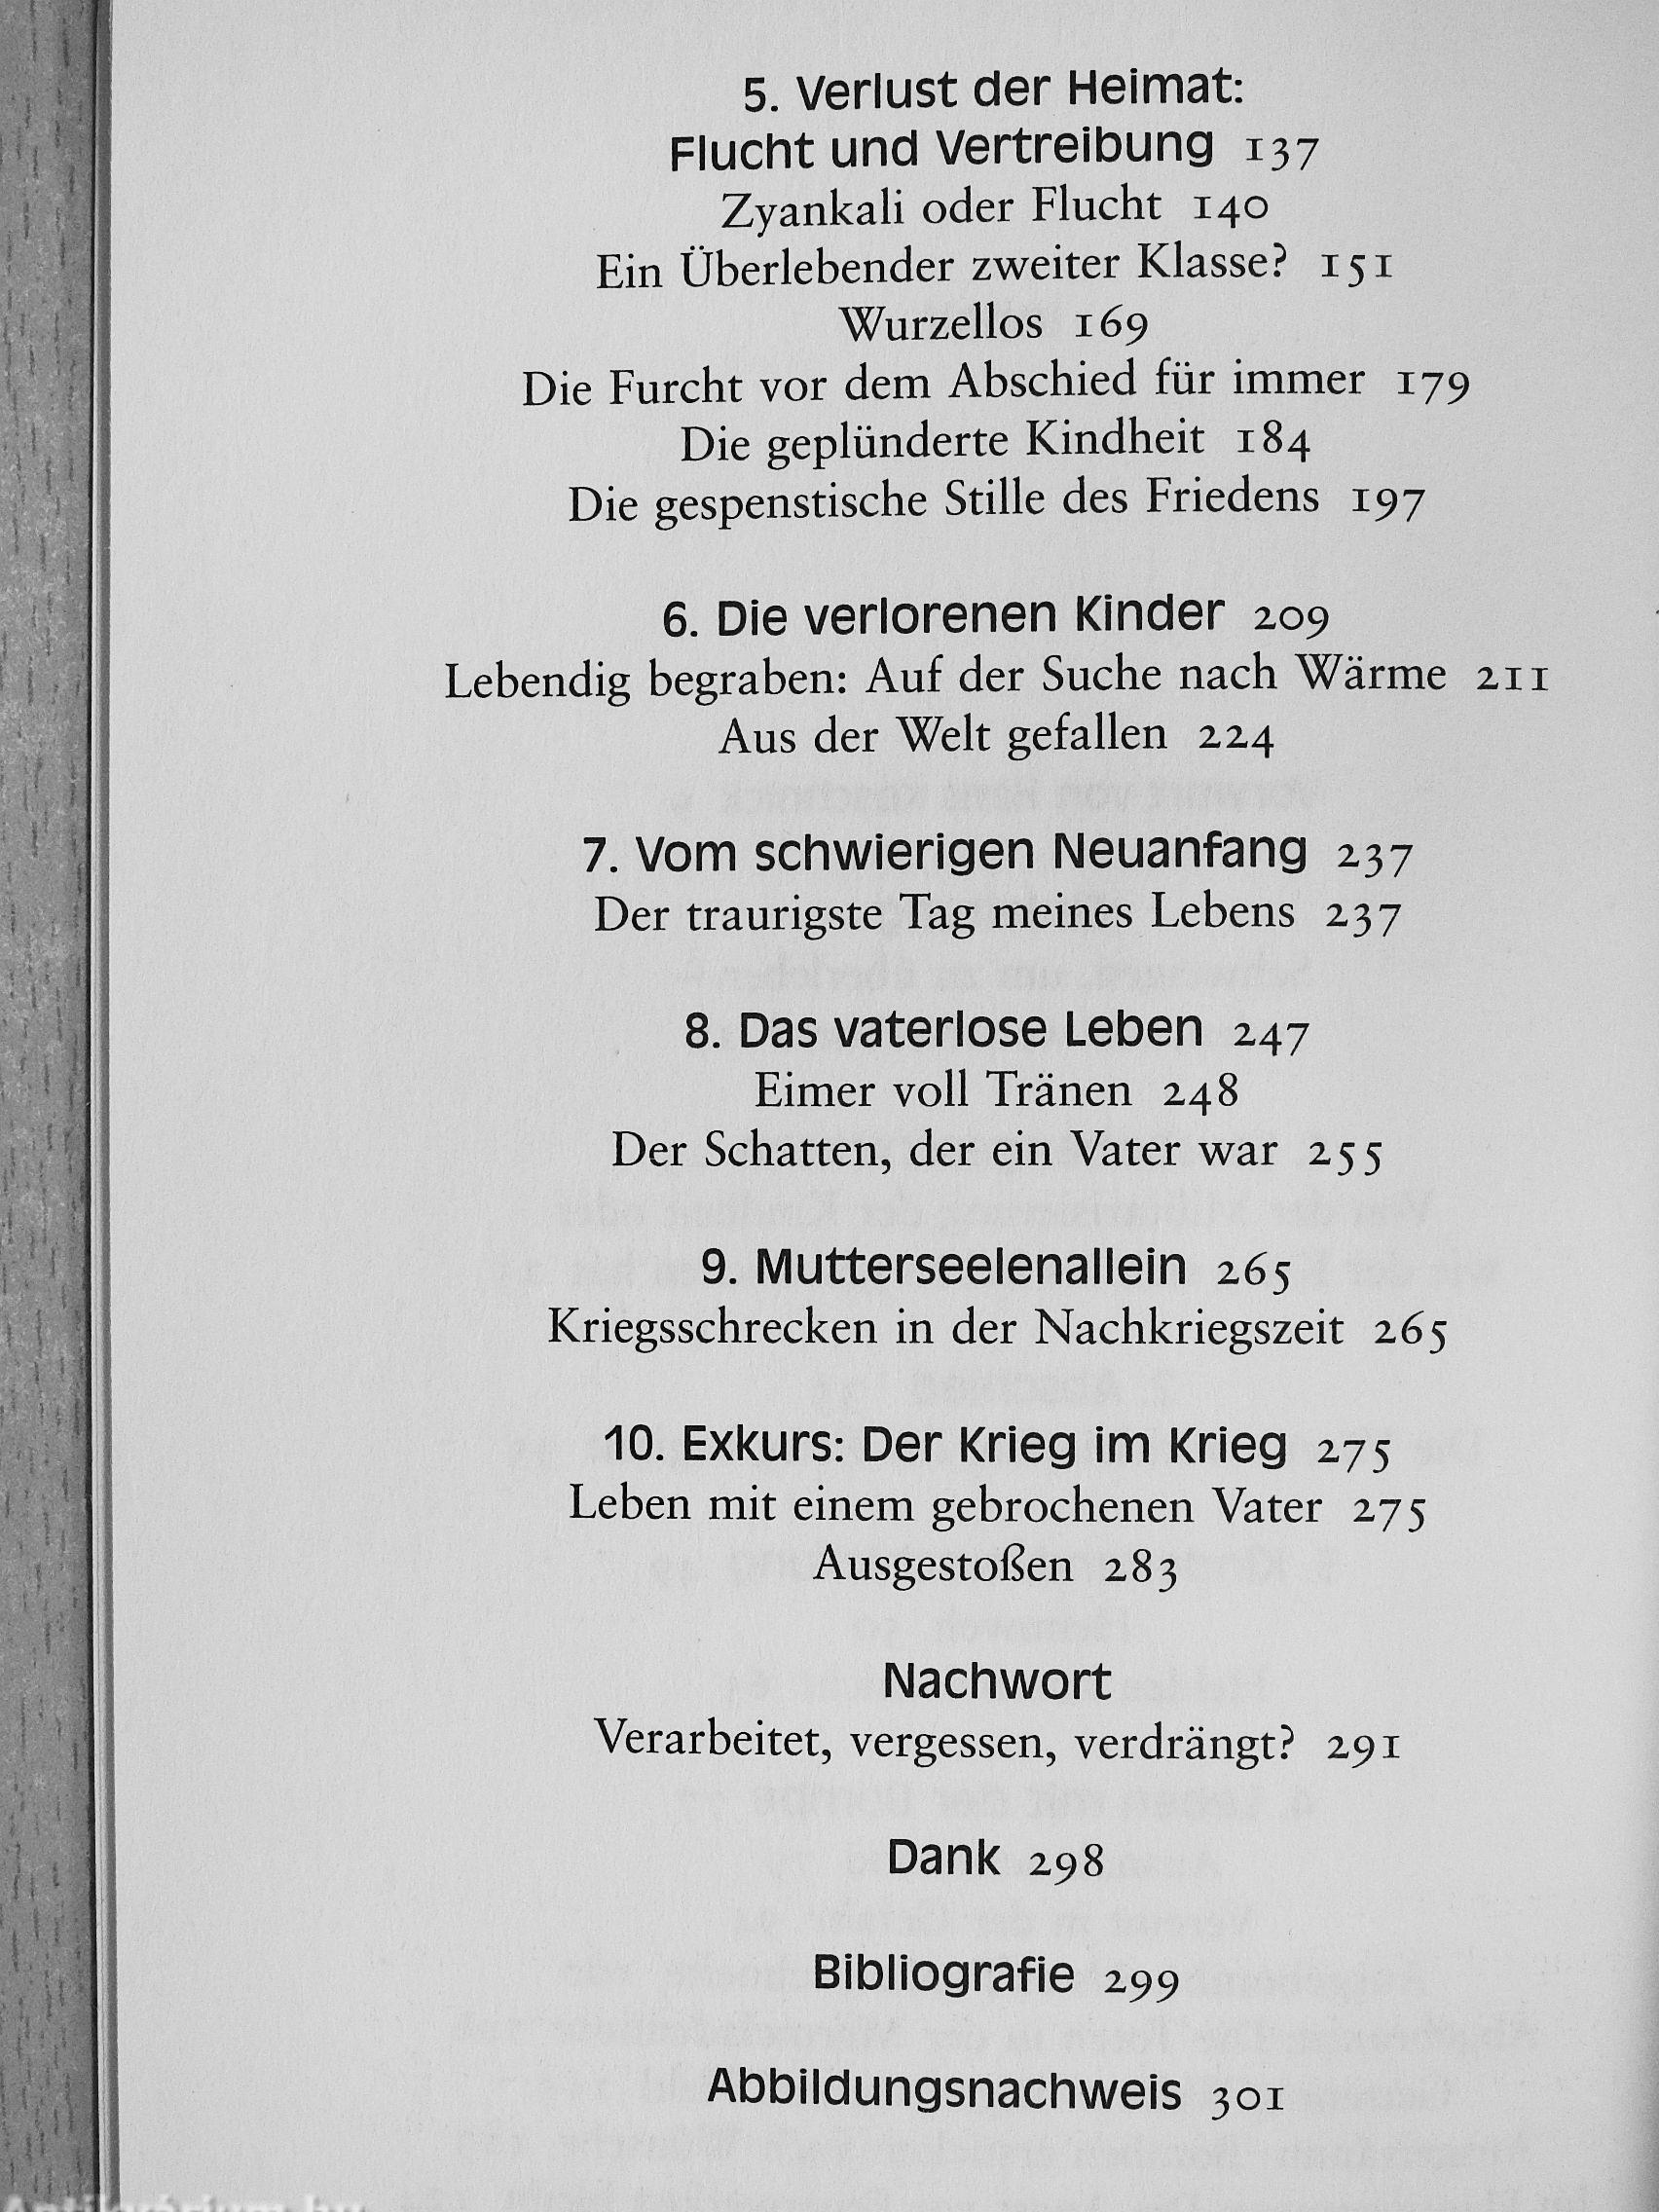 5. Verlust der Heimat:
Flucht und Vertreibung 137
Zyankali oder Flucht 140
Ein Überlebender zweiter Klasse? 151
Wurzellos 169
Die Furcht vor dem Abschied für immer 179
Die geplünderte Kindheit 184
Die gespenstische Stille des Friedens 197
6. Die verlorenen Kinder 209
Lebendig begraben: Auf der Suche nach Wärme 211
Aus der Welt gefallen 224
7. Vom schwierigen Neuanfang 237
Der traurigste Tag meines Lebens 237
8. Das vaterlose Leben 247
Eimer voll Tränen 248
Der Schatten, der ein Vater war 255
9. Mutterseelenallein 265
Kriegsschrecken in der Nachkriegszeit 265
10. Exkurs: Der Krieg im Krieg 275
Leben mit einem gebrochenen Vater 275
Ausgestoßen 283
Nachwort
Verarbeitet, vergessen, verdrängt? 291
Dank 298
Bibliografie 299
Abbildungsnachweis 301